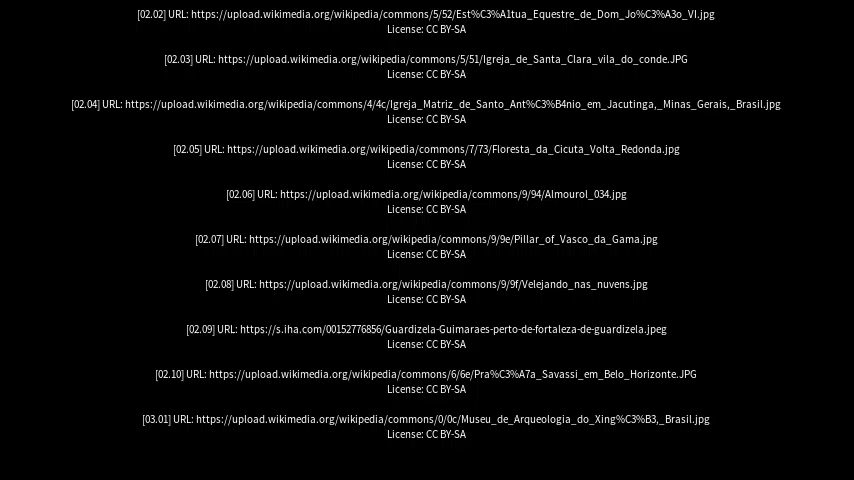 [02.02] URL: https://upload.wikimedia.org/wikipedia/commons/5/52/Est%C3%A1tua_Equestre_de_Dom_Jo%C3%A3o_VI.jpg
License: CC BY-SA
[02.03] URL: https://upload.wikimedia.org/wikipedia/commons/5/51/Igreja_de_Santa_Clara_vila_do_conde.JPG
License: CC BY-SA
[02.04] URL: https://upload.wikimedia.org/wikipedia/commons/4/4c/Igreja_Matriz_de_Santo_Ant%C3%B4nio_em_Jacutinga,_Minas_Gerais,_Brasil.jpg
License: CC BY-SA
[02.05] URL: https://upload.wikimedia.org/wikipedia/commons/7/73/Floresta_da_Cicuta_Volta_Redonda.jpg
License: CC BY-SA
[02.06] URL: https://upload.wikimedia.org/wikipedia/commons/9/94/Almourol_034.jpg
License: CC BY-SA
[02.07] URL: https://upload.wikimedia.org/wikipedia/commons/9/9e/Pillar_of_Vasco_da_Gama.jpg
License: CC BY-SA
[02.08] URL: https://upload.wikimedia.org/wikipedia/commons/9/9f/Velejando_nas_nuvens.jpg
License: CC BY-SA
[02.09] URL: https://s.iha.com/00152776856/Guardizela-Guimaraes-perto-de-fortaleza-de-guardizela.jpeg
License: CC BY-SA
[02.10] URL: https://upload.wikimedia.org/wikipedia/commons/6/6e/Pra%C3%A7a_Savassi_em_Belo_Horizonte.JPG
License: CC BY-SA
[03.01] URL: https://upload.wikimedia.org/wikipedia/commons/0/0c/Museu_de_Arqueologia_do_Xing%C3%B3,_Brasil.jpg
License: CC BY-SA